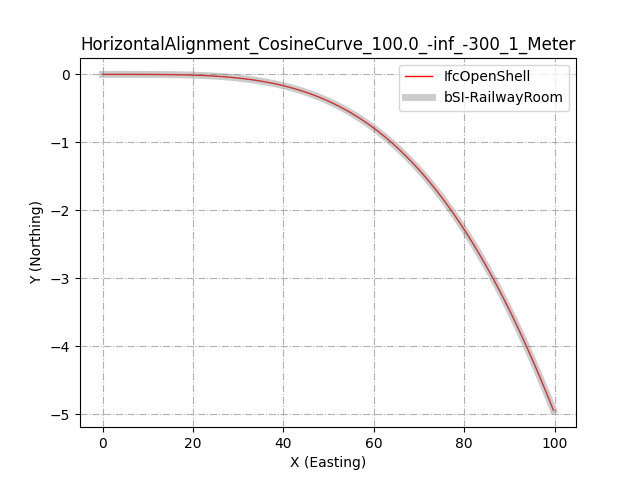 HorizontalAlignment_CosineCurve_100.0_-inf_-300_1_Meter
IfcOpenShell
bSI-RailwayRoom
Y (Northing)
0
−1
−2
−3
−4
−5
0 20 40 60 80 100
X (Easting)